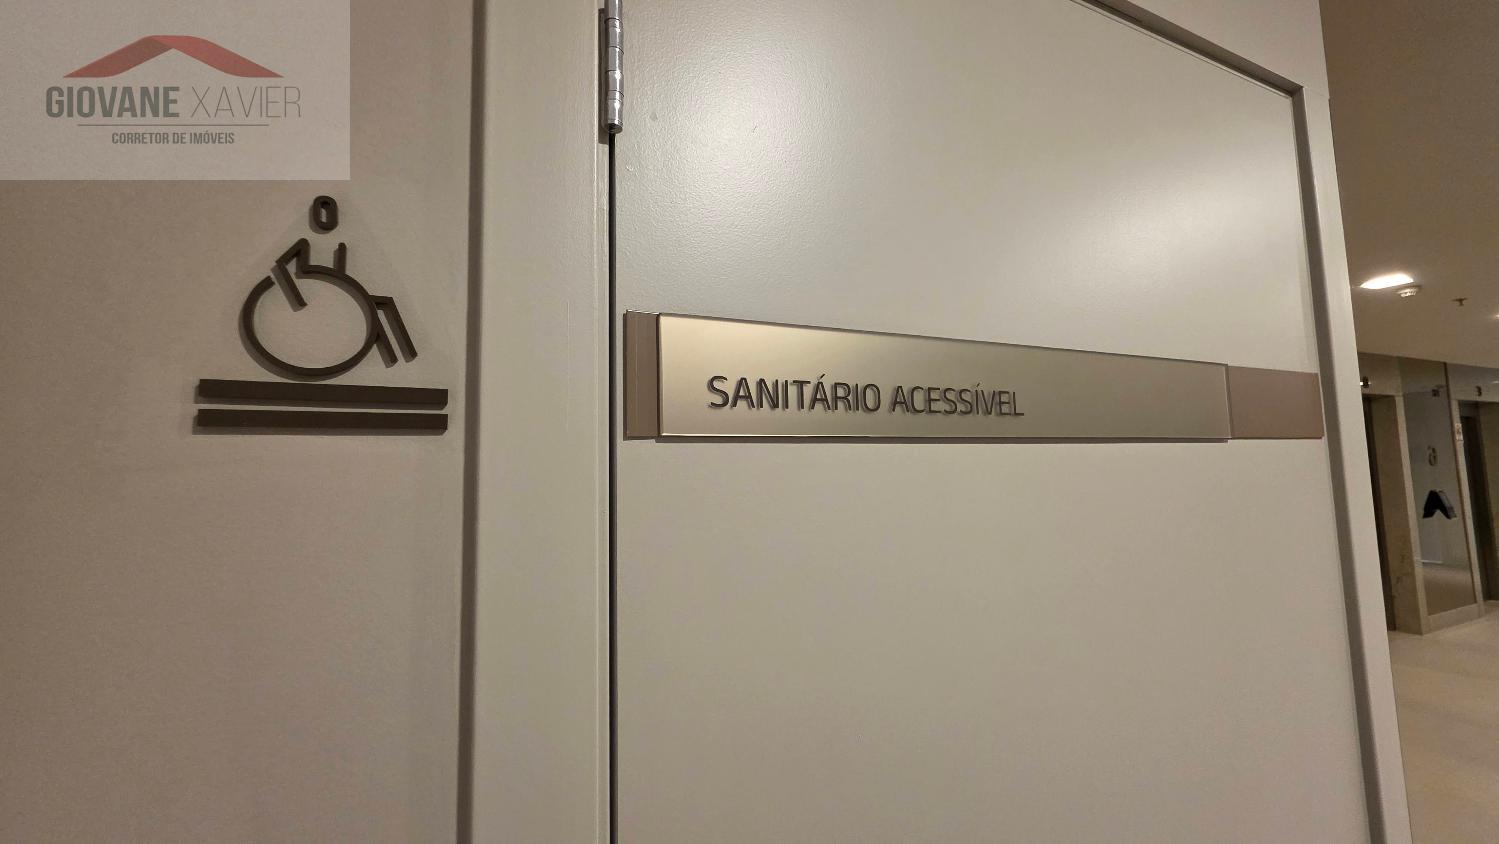 GIOVANE XAVIER
CORRETOR DE IMÓVEIS
SANITÁRIO ACESSÍVEL